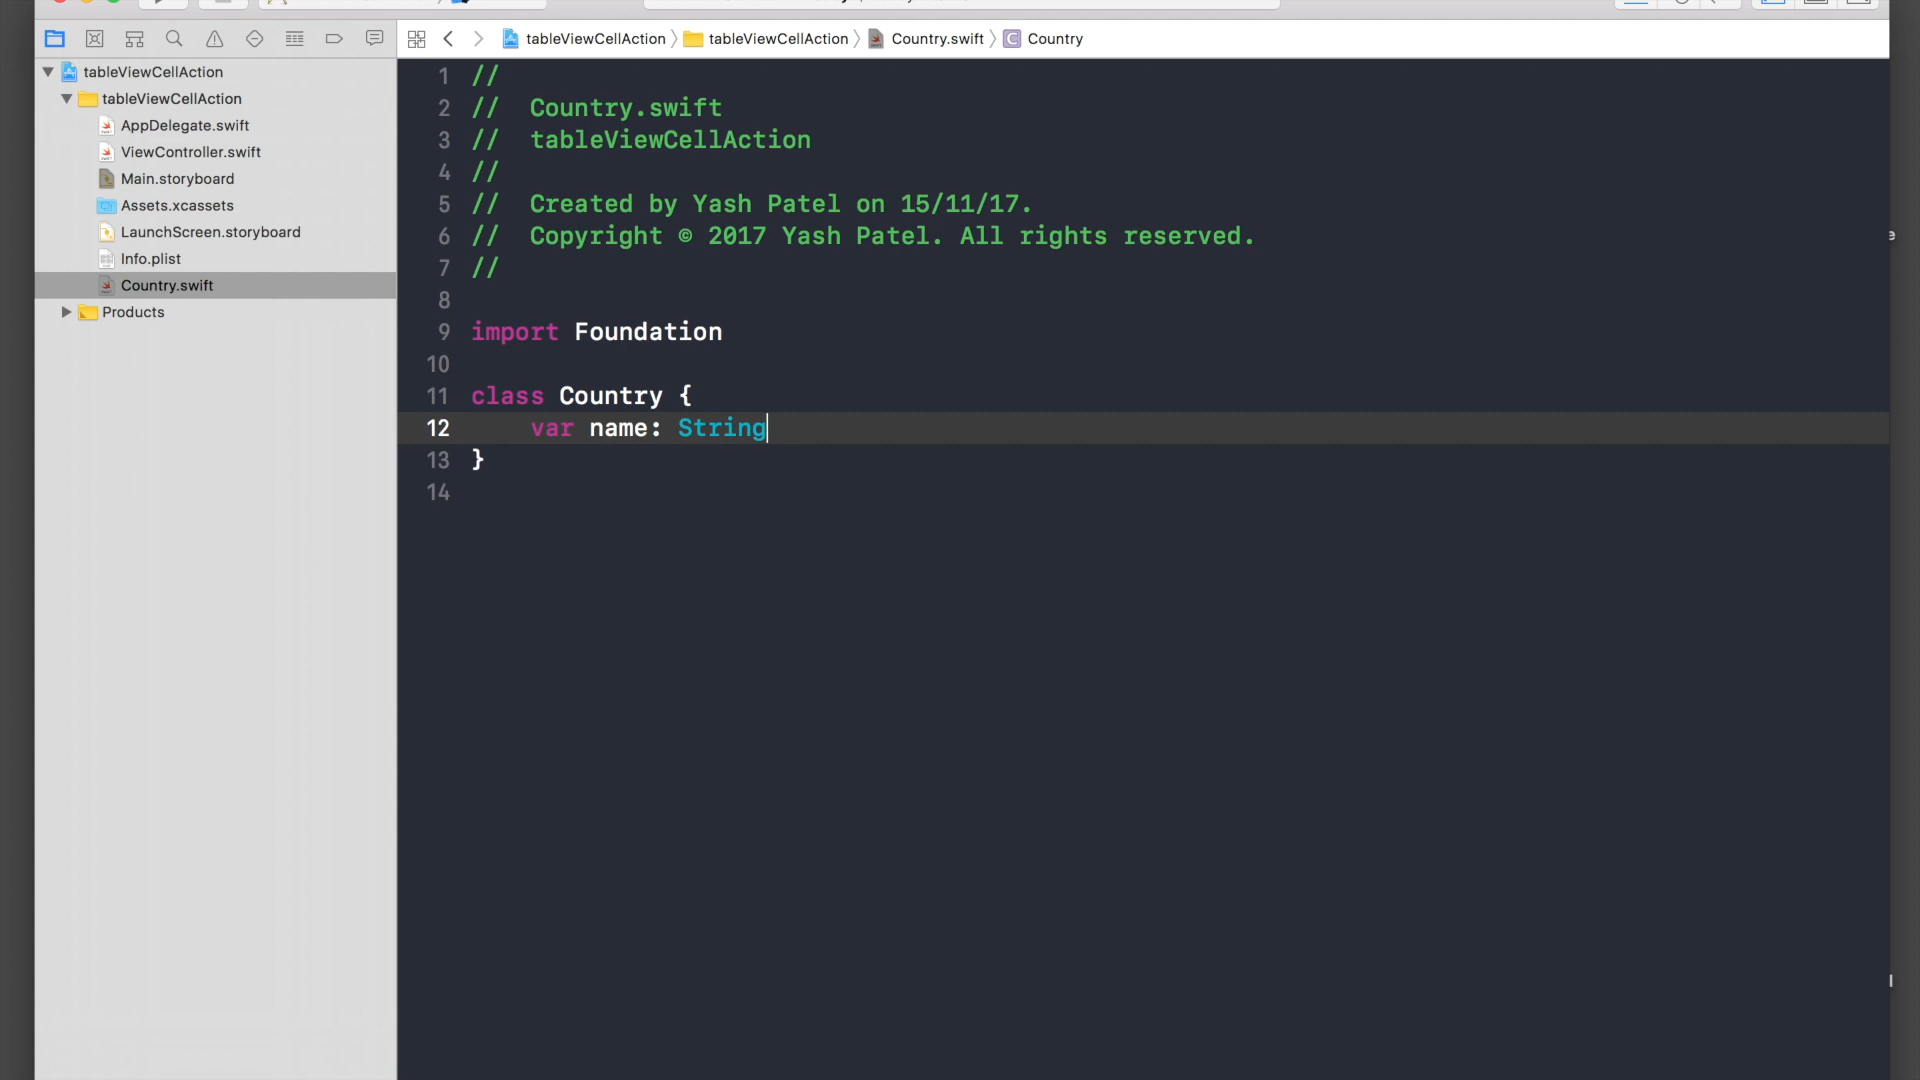 tableViewCellAction 〉 tableViewCellAction 〉 Country.swift 〉 C Country
tableViewCellAction
tableViewCellAction
AppDelegate.swift
ViewController.swift
Main.storyboard
Assets.xcassets
LaunchScreen.storyboard
Info.plist
Country.swift
Products
1 //
2 //  Country.swift
3 //  tableViewCellAction
4 //
5 //  Created by Yash Patel on 15/11/17.
6 //  Copyright © 2017 Yash Patel. All rights reserved.
7 //
8
9 import Foundation
10
11 class Country {
12     var name: String
13 }
14